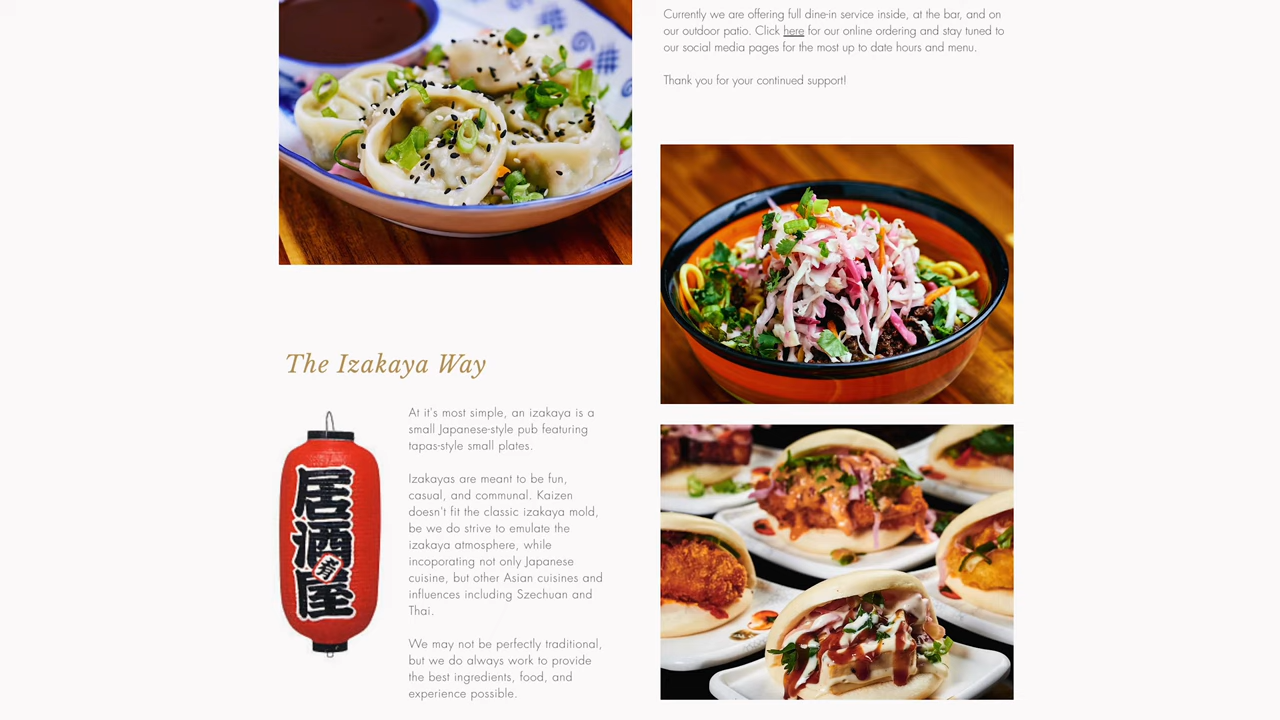 Currently we are offering full dine-in service inside, at the bar, and on
our outdoor patio. Click here for our online ordering and stay tuned to
our social media pages for the most up to date hours and menu.
Thank you for your continued support!
The Izakaya Way
居酒屋
At it's most simple, an izakaya is a
small Japanese-style pub featuring
tapas-style small plates.
Izakayas are meant to be fun,
casual, and communal. Kaizen
doesn't fit the classic izakaya mold,
be we do strive to emulate the
izakaya atmosphere, while
incoporating not only Japanese
cuisine, but other Asian cuisines and
influences including Szechuan and
Thai.
We may not be perfectly traditional,
but we do always work to provide
the best ingredients, food, and
experience possible.